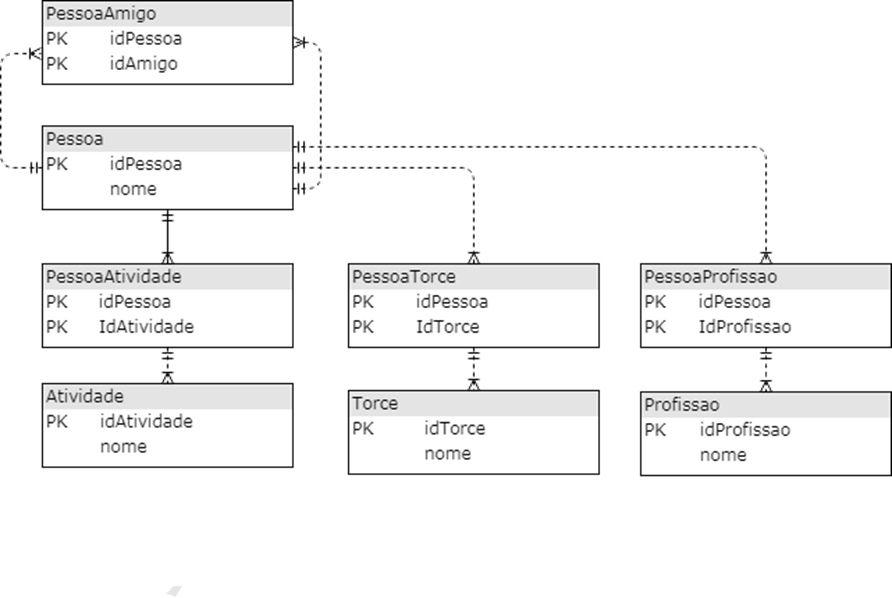 PessoaAmigo
PK idPessoa
PK idAmigo
Pessoa
PK idPessoa
nome
PessoaAtividade
PK idPessoa
PK IdAtividade
PessoaTorce
PK idPessoa
PK IdTorce
PessoaProfissao
PK idPessoa
PK IdProfissao
Atividade
PK idAtividade
nome
Torce
PK idTorce
nome
Profissao
PK idProfissao
nome